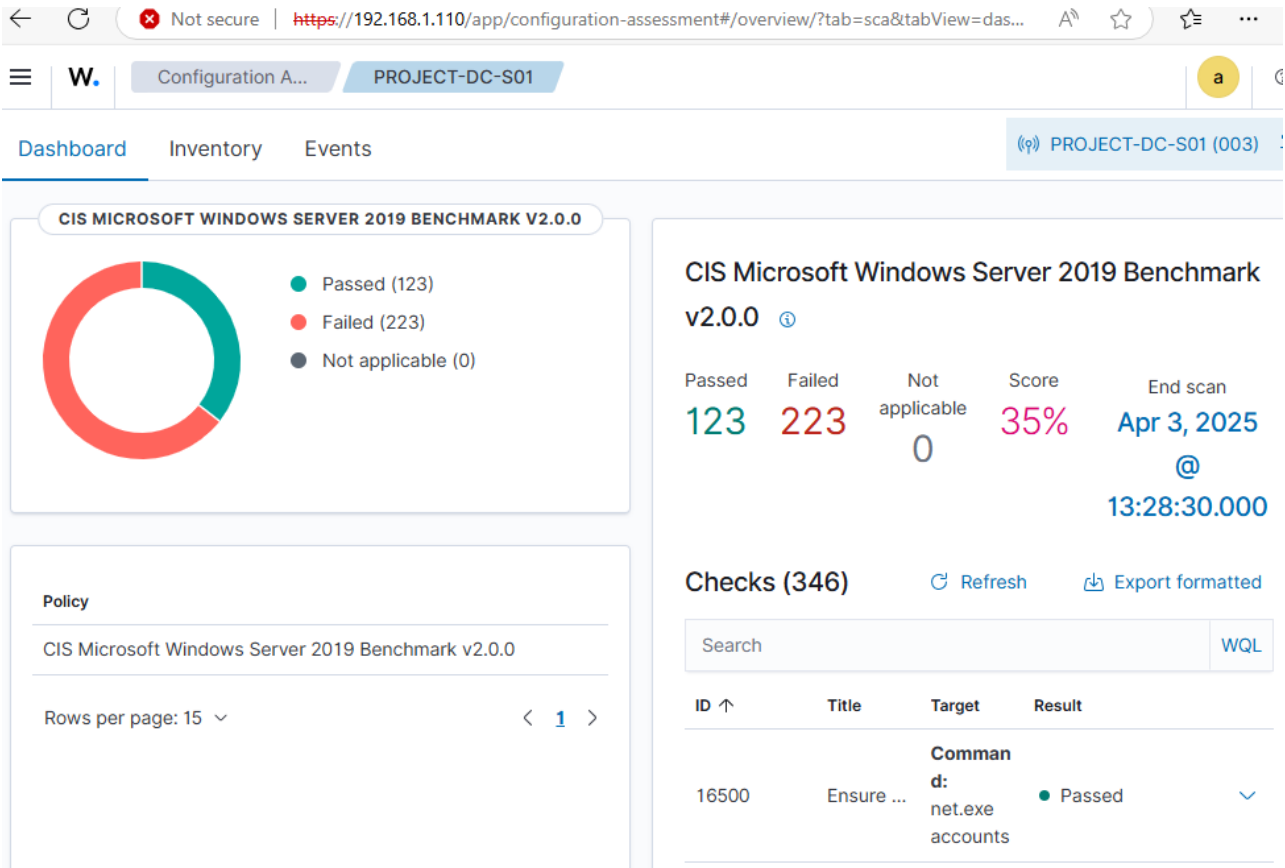 Not secure https://192.168.1.110/app/configuration-assessment#/overview/?tab=sca&tabView=das...
W. Configuration A... PROJECT-DC-S01 a
Dashboard Inventory Events PROJECT-DC-S01 (003)
CIS MICROSOFT WINDOWS SERVER 2019 BENCHMARK V2.0.0
Passed (123)
Failed (223)
Not applicable (0)
Policy
CIS Microsoft Windows Server 2019 Benchmark v2.0.0
Rows per page: 15 1
CIS Microsoft Windows Server 2019 Benchmark
v2.0.0
Passed Failed Not applicable Score End scan
123 223 0 35% Apr 3, 2025
@
13:28:30.000
Checks (346) Refresh Export formatted
Search WQL
ID Title Target Result
16500 Ensure ... Comman
d:
net.exe
accounts
Passed